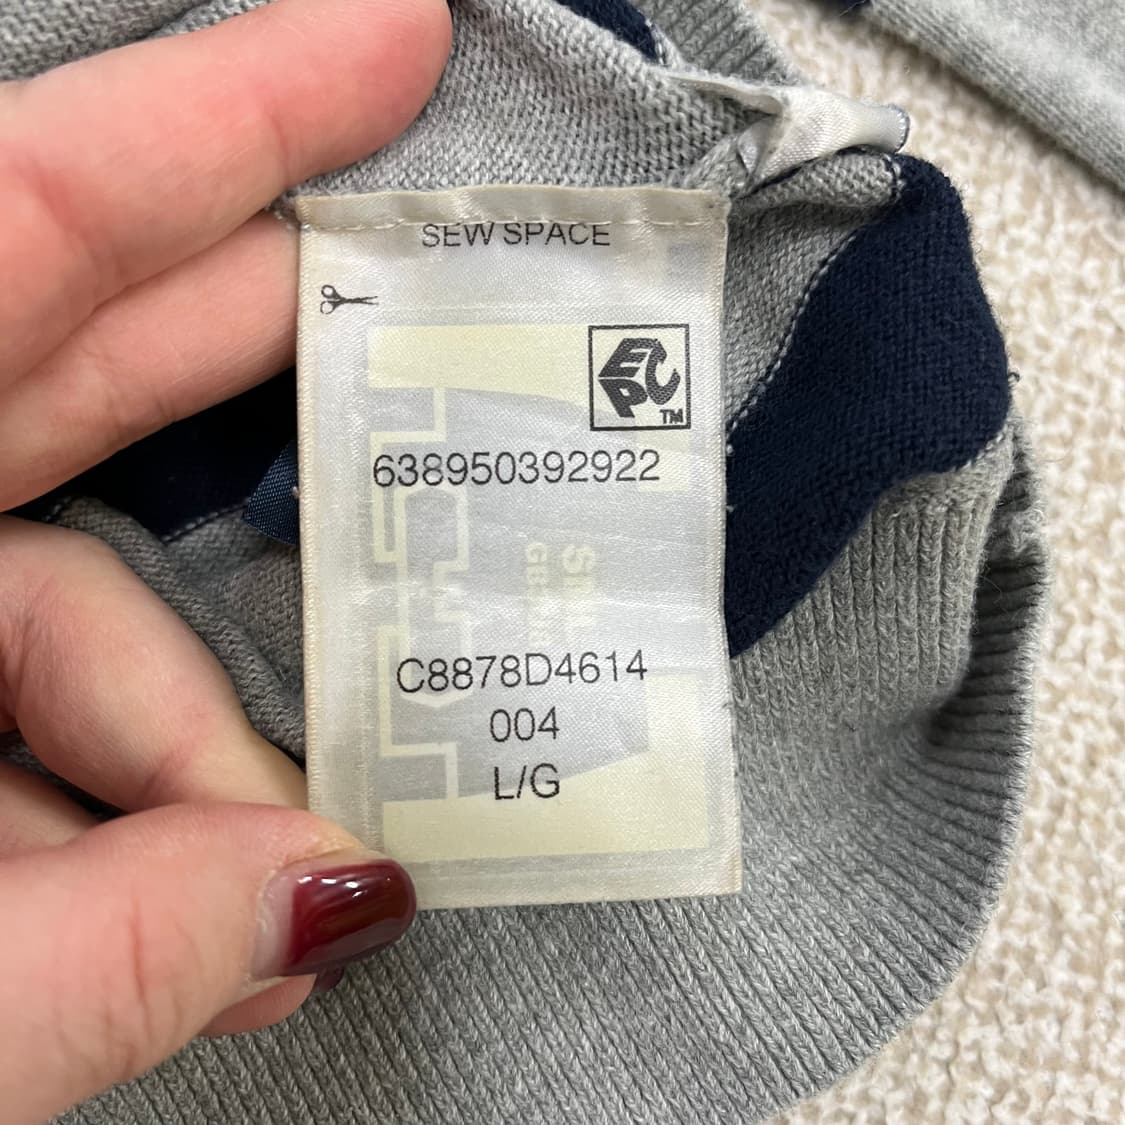 SEW SPACE
EPC
TM
638950392922
C8878D4614
004
L/G